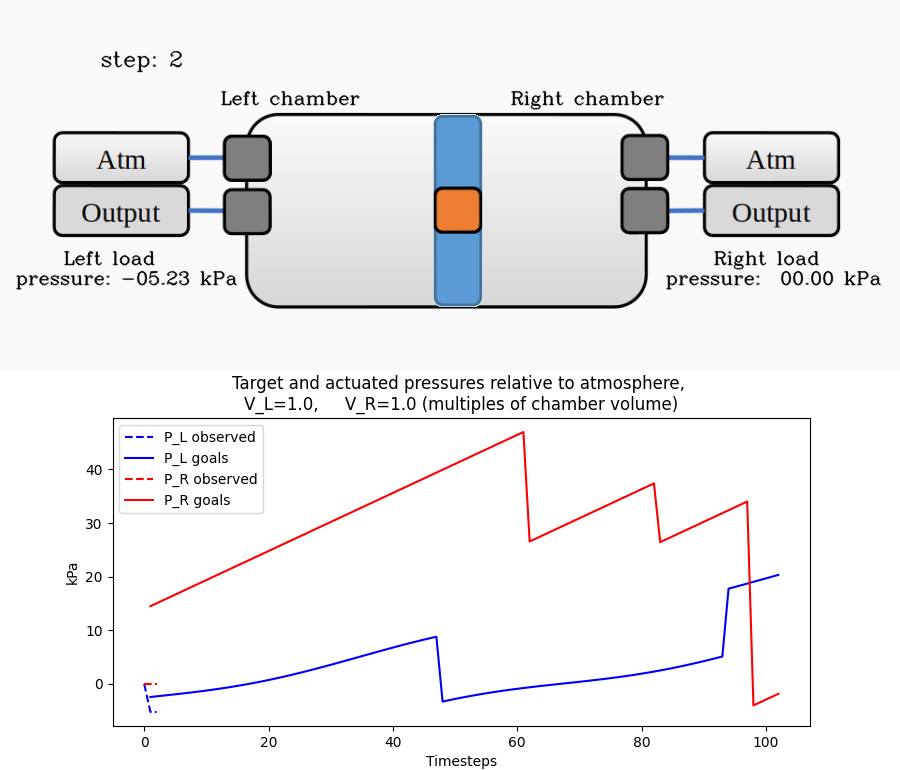 step: 2
Left chamber
Right chamber
Atm
Atm
Output
Output
Left load
pressure: -05.23 kPa
Right load
pressure: 00.00 kPa
Target and actuated pressures relative to atmosphere,
V_L=1.0, V_R=1.0 (multiples of chamber volume)
P_L observed
P_L goals
P_R observed
P_R goals
kPa
40
30
20
10
0
0 20 40 60 80 100
Timesteps